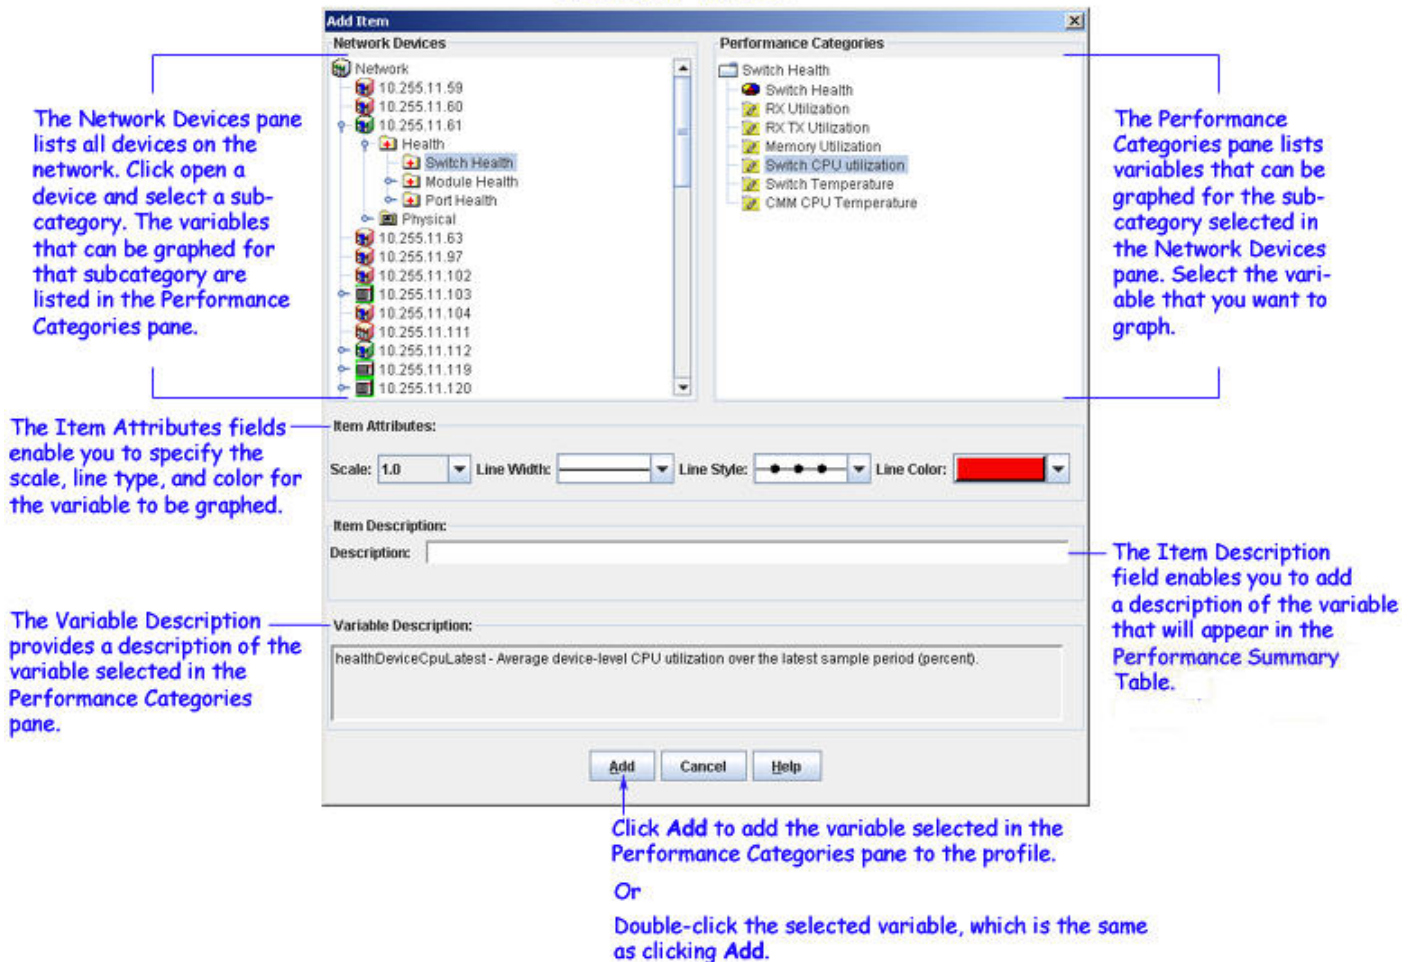 Add Item
Network Devices
Network
10.255.11.59
10.255.11.60
10.255.11.61
Health
Switch Health
Module Health
Port Health
Physical
10.255.11.63
10.255.11.97
10.255.11.102
10.255.11.103
10.255.11.104
10.255.11.111
10.255.11.112
10.255.11.119
10.255.11.120
Performance Categories
Switch Health
Switch Health
RX Utilization
RX TX Utilization
Memory Utilization
Switch CPU utilization
Switch Temperature
CMM CPU Temperature
The Network Devices pane
lists all devices on the
network. Click open a
device and select a sub-
category. The variables
that can be graphed for
that subcategory are
listed in the Performance
Categories pane.
The Performance
Categories pane lists
variables that can be
graphed for the sub-
category selected in
the Network Devices
pane. Select the vari-
able that you want to
graph.
The Item Attributes fields
enable you to specify the
scale, line type, and color for
the variable to be graphed.
Item Attributes:
Scale: 1.0 Line Width: Line Style: Line Color:
Item Description:
Description:
The Item Description
field enables you to add
a description of the variable
that will appear in the
Performance Summary
Table.
The Variable Description
provides a description of the
variable selected in the
Performance Categories
pane.
Variable Description:
healthDeviceCpuLatest - Average device-level CPU utilization over the latest sample period (percent).
Add Cancel Help
Click Add to add the variable selected in the
Performance Categories pane to the profile.
Or
Double-click the selected variable, which is the same
as clicking Add.